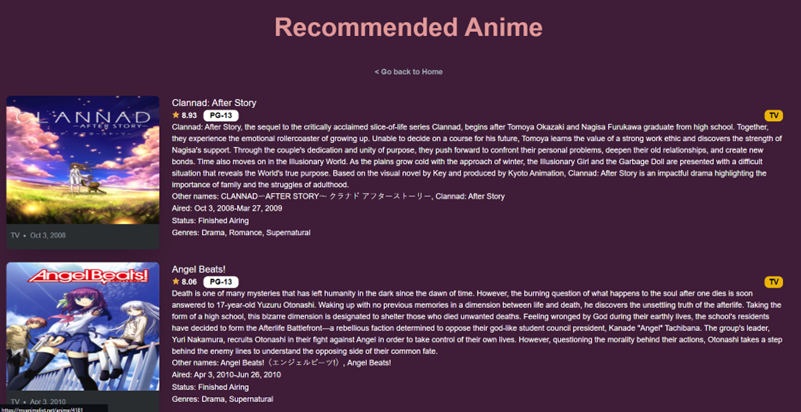 Recommended Anime
< Go back to Home
CLANNAD
~AFTER STORY~
TV • Oct 3, 2008
Clannad: After Story
★ 8.93 PG-13 TV
Clannad: After Story, the sequel to the critically acclaimed slice-of-life series Clannad, begins after Tomoya Okazaki and Nagisa Furukawa graduate from high school. Together,
they experience the emotional rollercoaster of growing up. Unable to decide on a course for his future, Tomoya learns the value of a strong work ethic and discovers the strength of
Nagisa's support. Through the couple's dedication and unity of purpose, they push forward to confront their personal problems, deepen their old relationships, and create new
bonds. Time also moves on in the Illusionary World. As the plains grow cold with the approach of winter, the Illusionary Girl and the Garbage Doll are presented with a difficult
situation that reveals the World's true purpose. Based on the visual novel by Key and produced by Kyoto Animation, Clannad: After Story is an impactful drama highlighting the
importance of family and the struggles of adulthood.
Other names: CLANNAD〜AFTER STORY〜 クラナド アフターストーリー, Clannad: After Story
Aired: Oct 3, 2008-Mar 27, 2009
Status: Finished Airing
Genres: Drama, Romance, Supernatural
Angel Beats!
TV • Apr 3, 2010
Angel Beats!
★ 8.06 PG-13 TV
Death is one of many mysteries that has left humanity in the dark since the dawn of time. However, the burning question of what happens to the soul after one dies is soon
answered to 17-year-old Yuzuru Otonashi. Waking up with no previous memories in a dimension between life and death, he discovers the unsettling truth of the afterlife. Taking the
form of a high school, this bizarre dimension is designated to shelter those who died unwanted deaths. Feeling wronged by God during their earthly lives, the school's residents
have decided to form the Afterlife Battlefront—a rebellious faction determined to oppose their god-like student council president, Kanade "Angel" Tachibana. The group's leader,
Yuri Nakamura, recruits Otonashi in their fight against Angel in order to take control of their own lives. However, questioning the morality behind their actions, Otonashi takes a step
behind the enemy lines to understand the opposing side of their common fate.
Other names: Angel Beats!（エンジェルビーツ!）, Angel Beats!
Aired: Apr 3, 2010-Jun 26, 2010
Status: Finished Airing
Genres: Drama, Supernatural
https://myanimelist.net/anime/4181